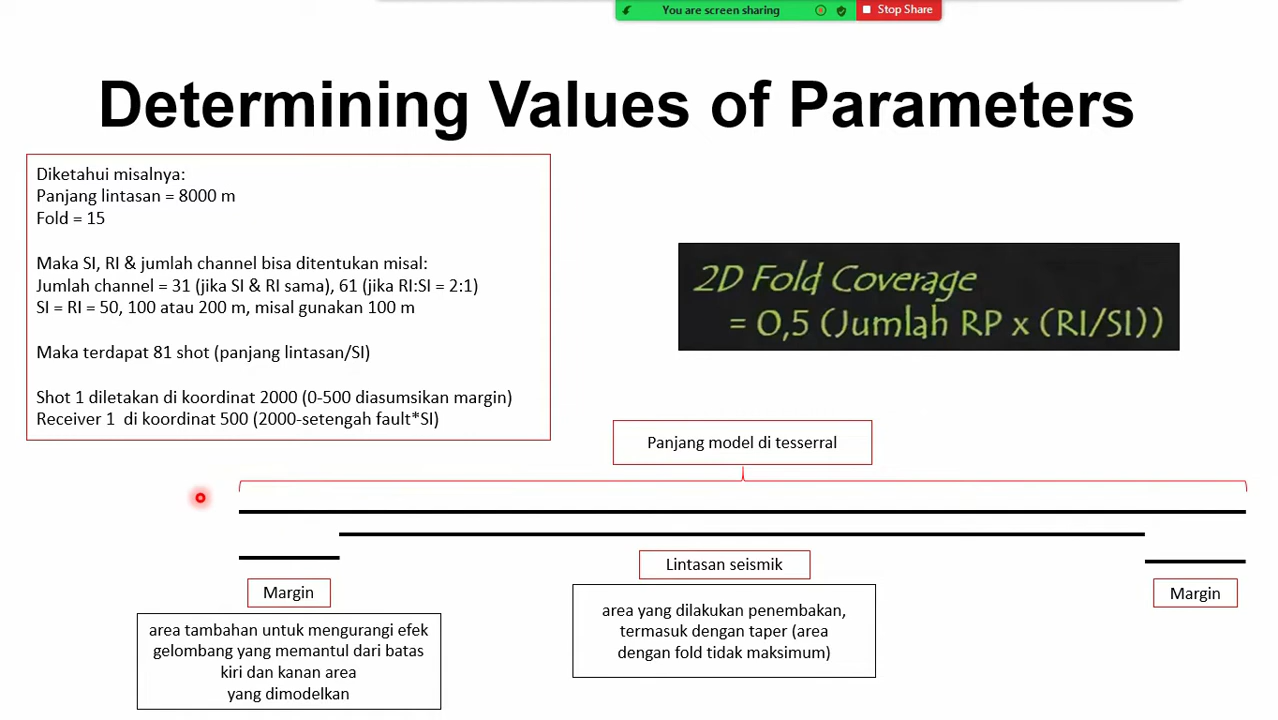 You are screen sharing
Stop Share
Determining Values of Parameters
Diketahui misalnya:
Panjang lintasan = 8000 m
Fold = 15
Maka SI, RI & jumlah channel bisa ditentukan misal:
Jumlah channel = 31 (jika SI & RI sama), 61 (jika RI:SI = 2:1)
SI = RI = 50, 100 atau 200 m, misal gunakan 100 m
Maka terdapat 81 shot (panjang lintasan/SI)
Shot 1 diletakan di koordinat 2000 (0-500 diasumsikan margin)
Receiver 1  di koordinat 500 (2000-setengah fault*SI)
2D Fold Coverage
= 0,5 (Jumlah RP x (RI/SI))
Panjang model di tesserral
Lintasan seismik
area yang dilakukan penembakan,
termasuk dengan taper (area
dengan fold tidak maksimum)
Margin
area tambahan untuk mengurangi efek
gelombang yang memantul dari batas
kiri dan kanan area
yang dimodelkan
Margin